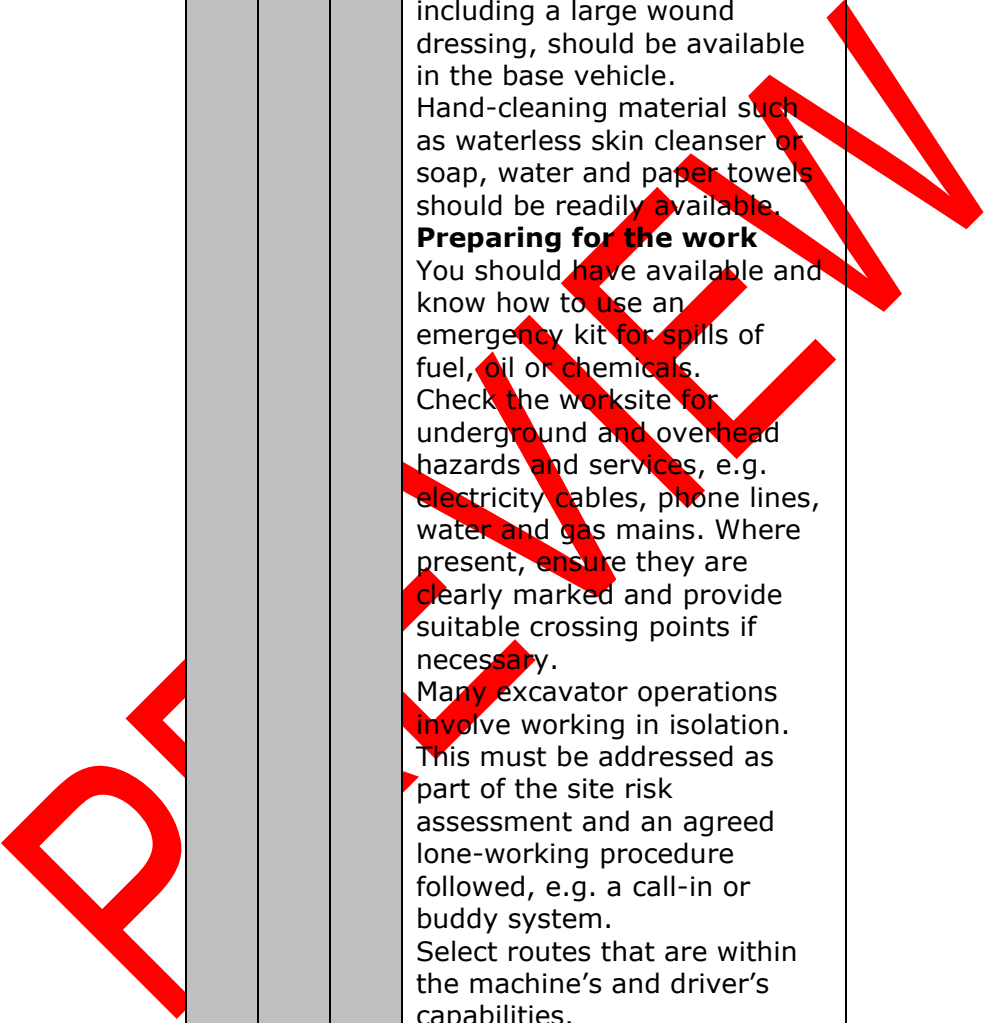 including a large wound
dressing, should be available
in the base vehicle.
Hand-cleaning material such
as waterless skin cleanser or
soap, water and paper towels
should be readily available.
Preparing for the work
You should have available and
know how to use an
emergency kit for spills of
fuel, oil or chemicals.
Check the worksite for
underground and overhead
hazards and services, e.g.
electricity cables, phone lines,
water and gas mains. Where
present, ensure they are
clearly marked and provide
suitable crossing points if
necessary.
Many excavator operations
involve working in isolation.
This must be addressed as
part of the site risk
assessment and an agreed
lone-working procedure
followed, e.g. a call-in or
buddy system.
Select routes that are within
the machine's and driver's
capabilities.
PREVIEW